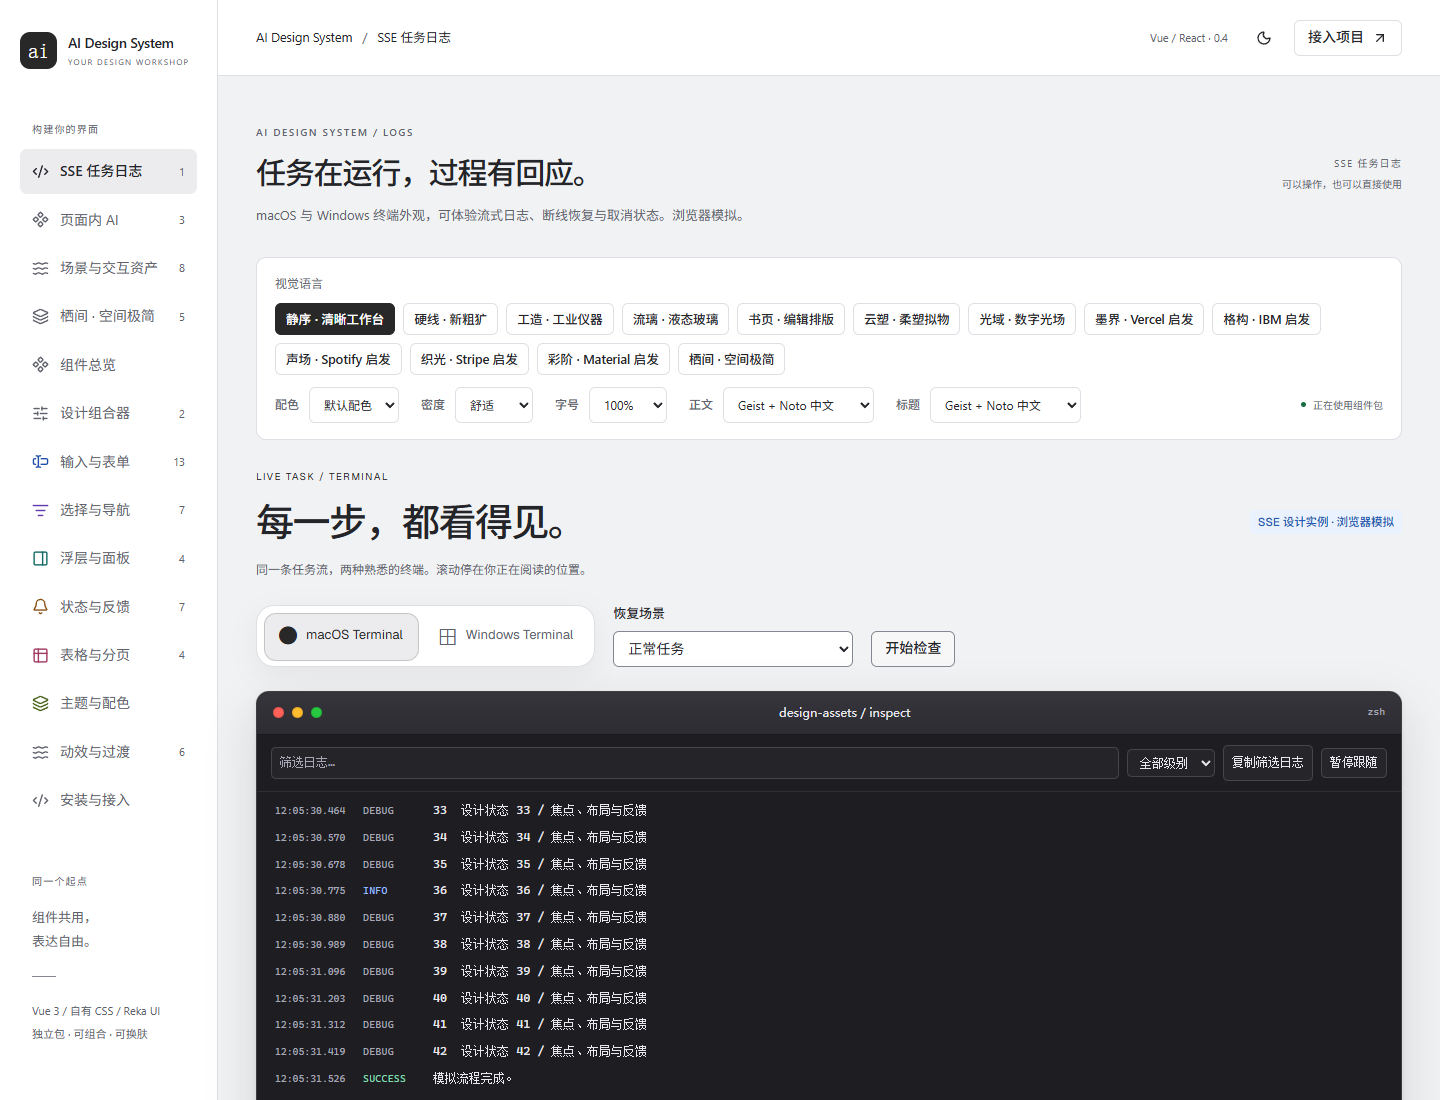 ai
AI Design System
YOUR DESIGN WORKSHOP
构建你的界面
SSE 任务日志 1
页面内 AI 3
场景与交互资产 8
栖间 · 空间极简 5
组件总览
设计组合器 2
输入与表单 13
选择与导航 7
浮层与面板 4
状态与反馈 7
表格与分页 4
主题与配色
动效与过渡 6
安装与接入
同一个起点
组件共用，
表达自由。
Vue 3 / 自有 CSS / Reka UI
独立包 · 可组合 · 可换肤
AI Design System / SSE 任务日志
Vue / React · 0.4
接入项目
AI DESIGN SYSTEM / LOGS
任务在运行，过程有回应。
macOS 与 Windows 终端外观，可体验流式日志、断线恢复与取消状态。浏览器模拟。
SSE 任务日志
可以操作，也可以直接使用
视觉语言
静序 · 清晰工作台 硬线 · 新粗犷 工造 · 工业仪器 流璃 · 液态玻璃 书页 · 编辑排版 云塑 · 柔塑拟物 光域 · 数字光场 墨界 · Vercel 启发 格构 · IBM 启发
声场 · Spotify 启发 织光 · Stripe 启发 彩阶 · Material 启发 栖间 · 空间极简
配色 默认配色 密度 舒适 字号 100% 正文 Geist + Noto 中文 标题 Geist + Noto 中文 正在使用组件包
LIVE TASK / TERMINAL
每一步，都看得见。
SSE 设计实例 · 浏览器模拟
同一条任务流，两种熟悉的终端。滚动停在你正在阅读的位置。
macOS Terminal Windows Terminal
恢复场景
正常任务 开始检查
design-assets / inspect zsh
筛选日志… 全部级别 复制筛选日志 暂停跟随
12:05:30.464 DEBUG 33 设计状态 33 / 焦点、布局与反馈
12:05:30.570 DEBUG 34 设计状态 34 / 焦点、布局与反馈
12:05:30.678 DEBUG 35 设计状态 35 / 焦点、布局与反馈
12:05:30.775 INFO 36 设计状态 36 / 焦点、布局与反馈
12:05:30.880 DEBUG 37 设计状态 37 / 焦点、布局与反馈
12:05:30.989 DEBUG 38 设计状态 38 / 焦点、布局与反馈
12:05:31.096 DEBUG 39 设计状态 39 / 焦点、布局与反馈
12:05:31.203 DEBUG 40 设计状态 40 / 焦点、布局与反馈
12:05:31.312 DEBUG 41 设计状态 41 / 焦点、布局与反馈
12:05:31.419 DEBUG 42 设计状态 42 / 焦点、布局与反馈
12:05:31.526 SUCCESS 模拟流程完成。